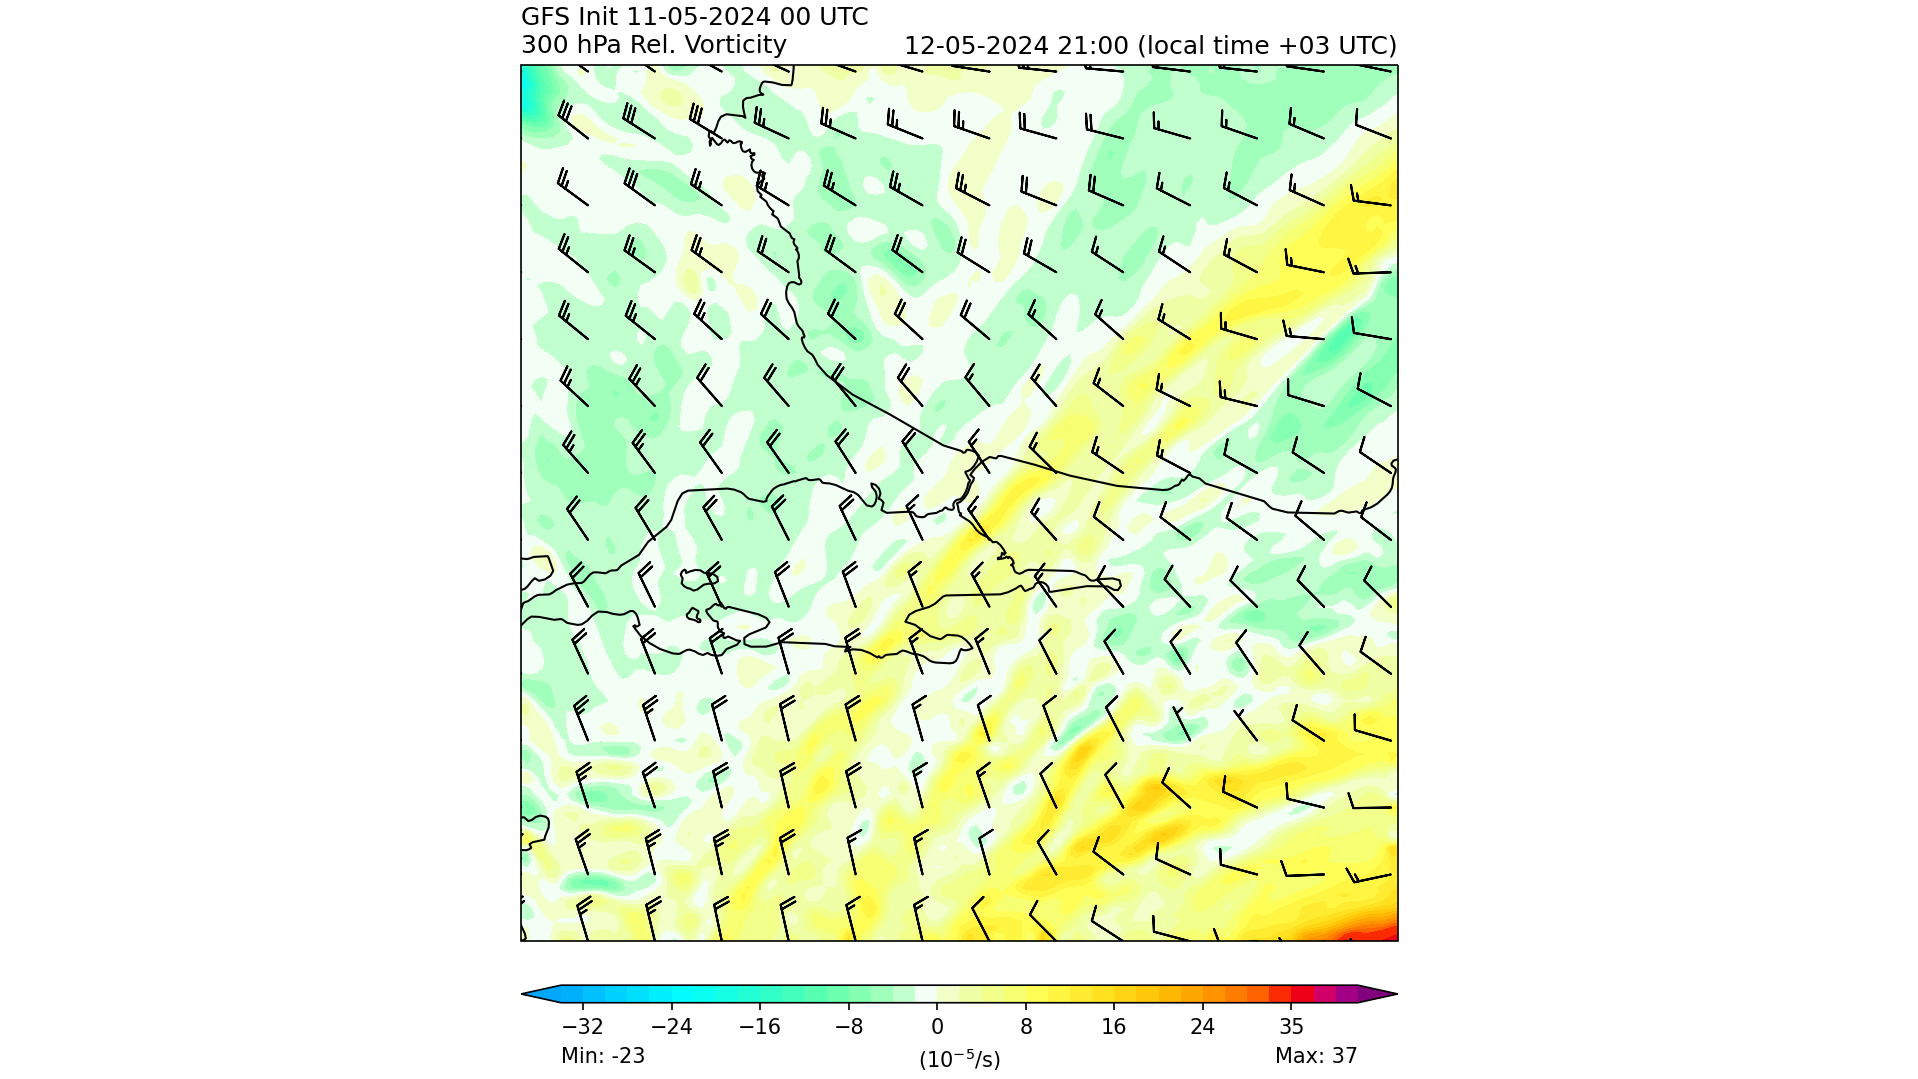 GFS Init 11-05-2024 00 UTC
300 hPa Rel. Vorticity
12-05-2024 21:00 (local time +03 UTC)
−32 −24 −16 −8 0 8 16 24 35
Min: -23 (10⁻⁵/s) Max: 37